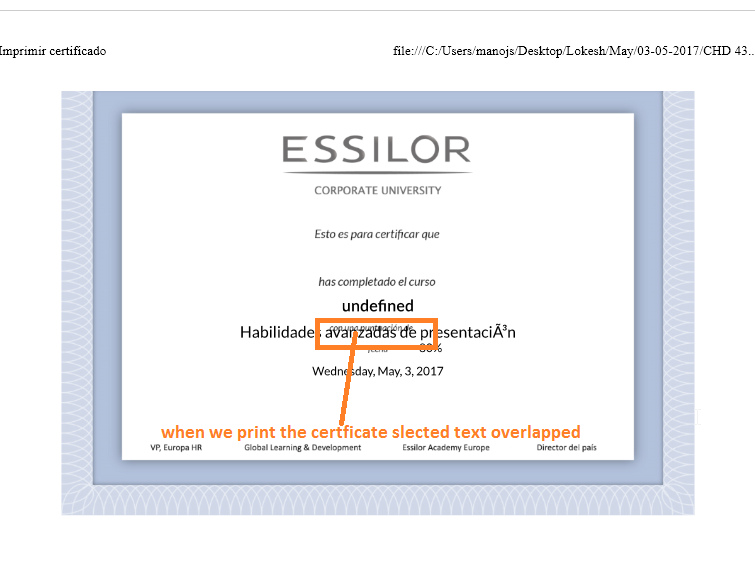 Imprimir certificado
file:///C:/Users/manojs/Desktop/Lokesh/May/03-05-2017/CHD 43...
ESSILOR
CORPORATE UNIVERSITY
Esto es para certificar que
has completado el curso
undefined
con una puntuación de
Habilidades avanzadas de presentaciÃ³n
fecha 80%
Wednesday, May, 3, 2017
when we print the certficate slected text overlapped
VP, Europa HR
Global Learning & Development
Essilor Academy Europe
Director del país